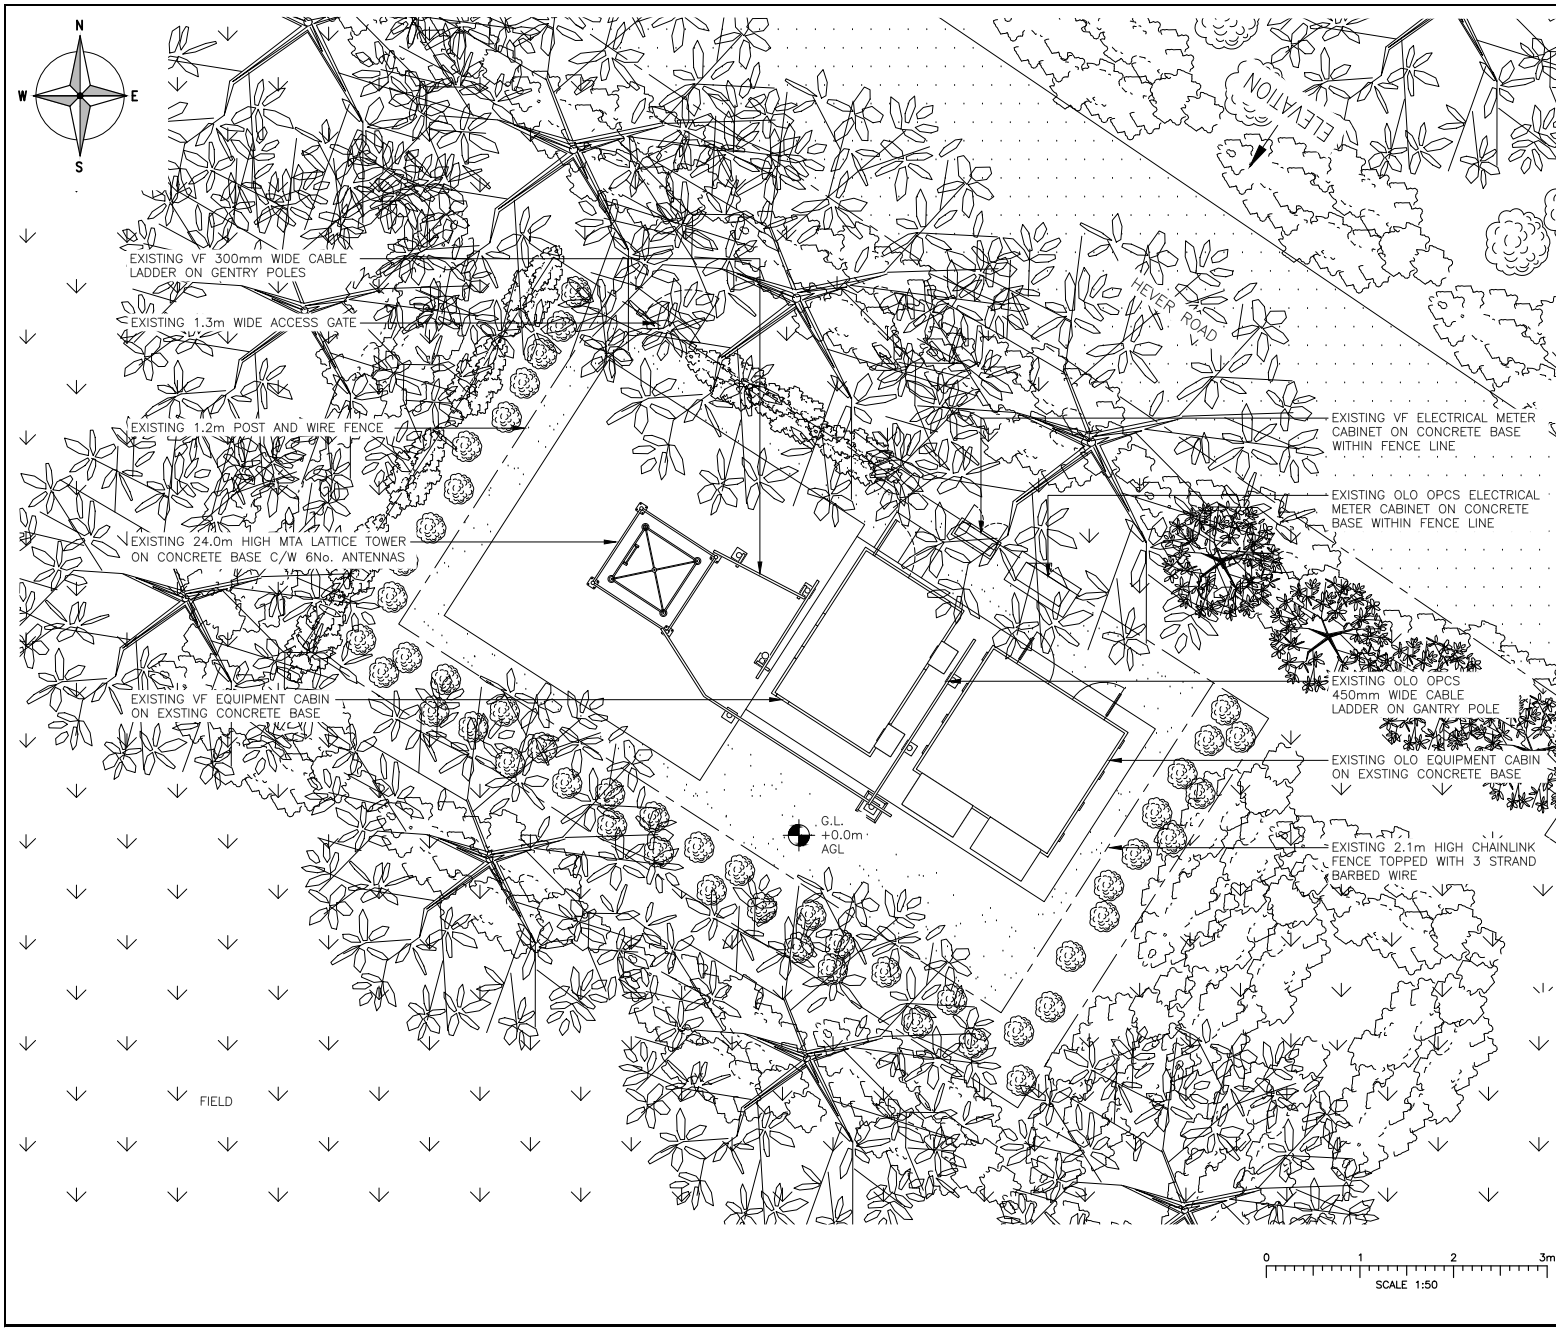 N
W
E
S
ELEVATION
EXISTING VF 300mm WIDE CABLE
LADDER ON GENTRY POLES
HEVER ROAD
EXISTING 1.3m WIDE ACCESS GATE
EXISTING 1.2m POST AND WIRE FENCE
EXISTING VF ELECTRICAL METER
CABINET ON CONCRETE BASE
WITHIN FENCE LINE
EXISTING OLO OPCS ELECTRICAL
METER CABINET ON CONCRETE
BASE WITHIN FENCE LINE
EXISTING 24.0m HIGH MTA LATTICE TOWER
ON CONCRETE BASE C/W 6No. ANTENNAS
EXISTING VF EQUIPMENT CABIN
ON EXSTING CONCRETE BASE
EXISTING OLO OPCS
450mm WIDE CABLE
LADDER ON GANTRY POLE
EXISTING OLO EQUIPMENT CABIN
ON EXSTING CONCRETE BASE
G.L.
+0.0m
AGL
EXISTING 2.1m HIGH CHAINLINK
FENCE TOPPED WITH 3 STRAND
BARBED WIRE
FIELD
0 1 2 3m
SCALE 1:50